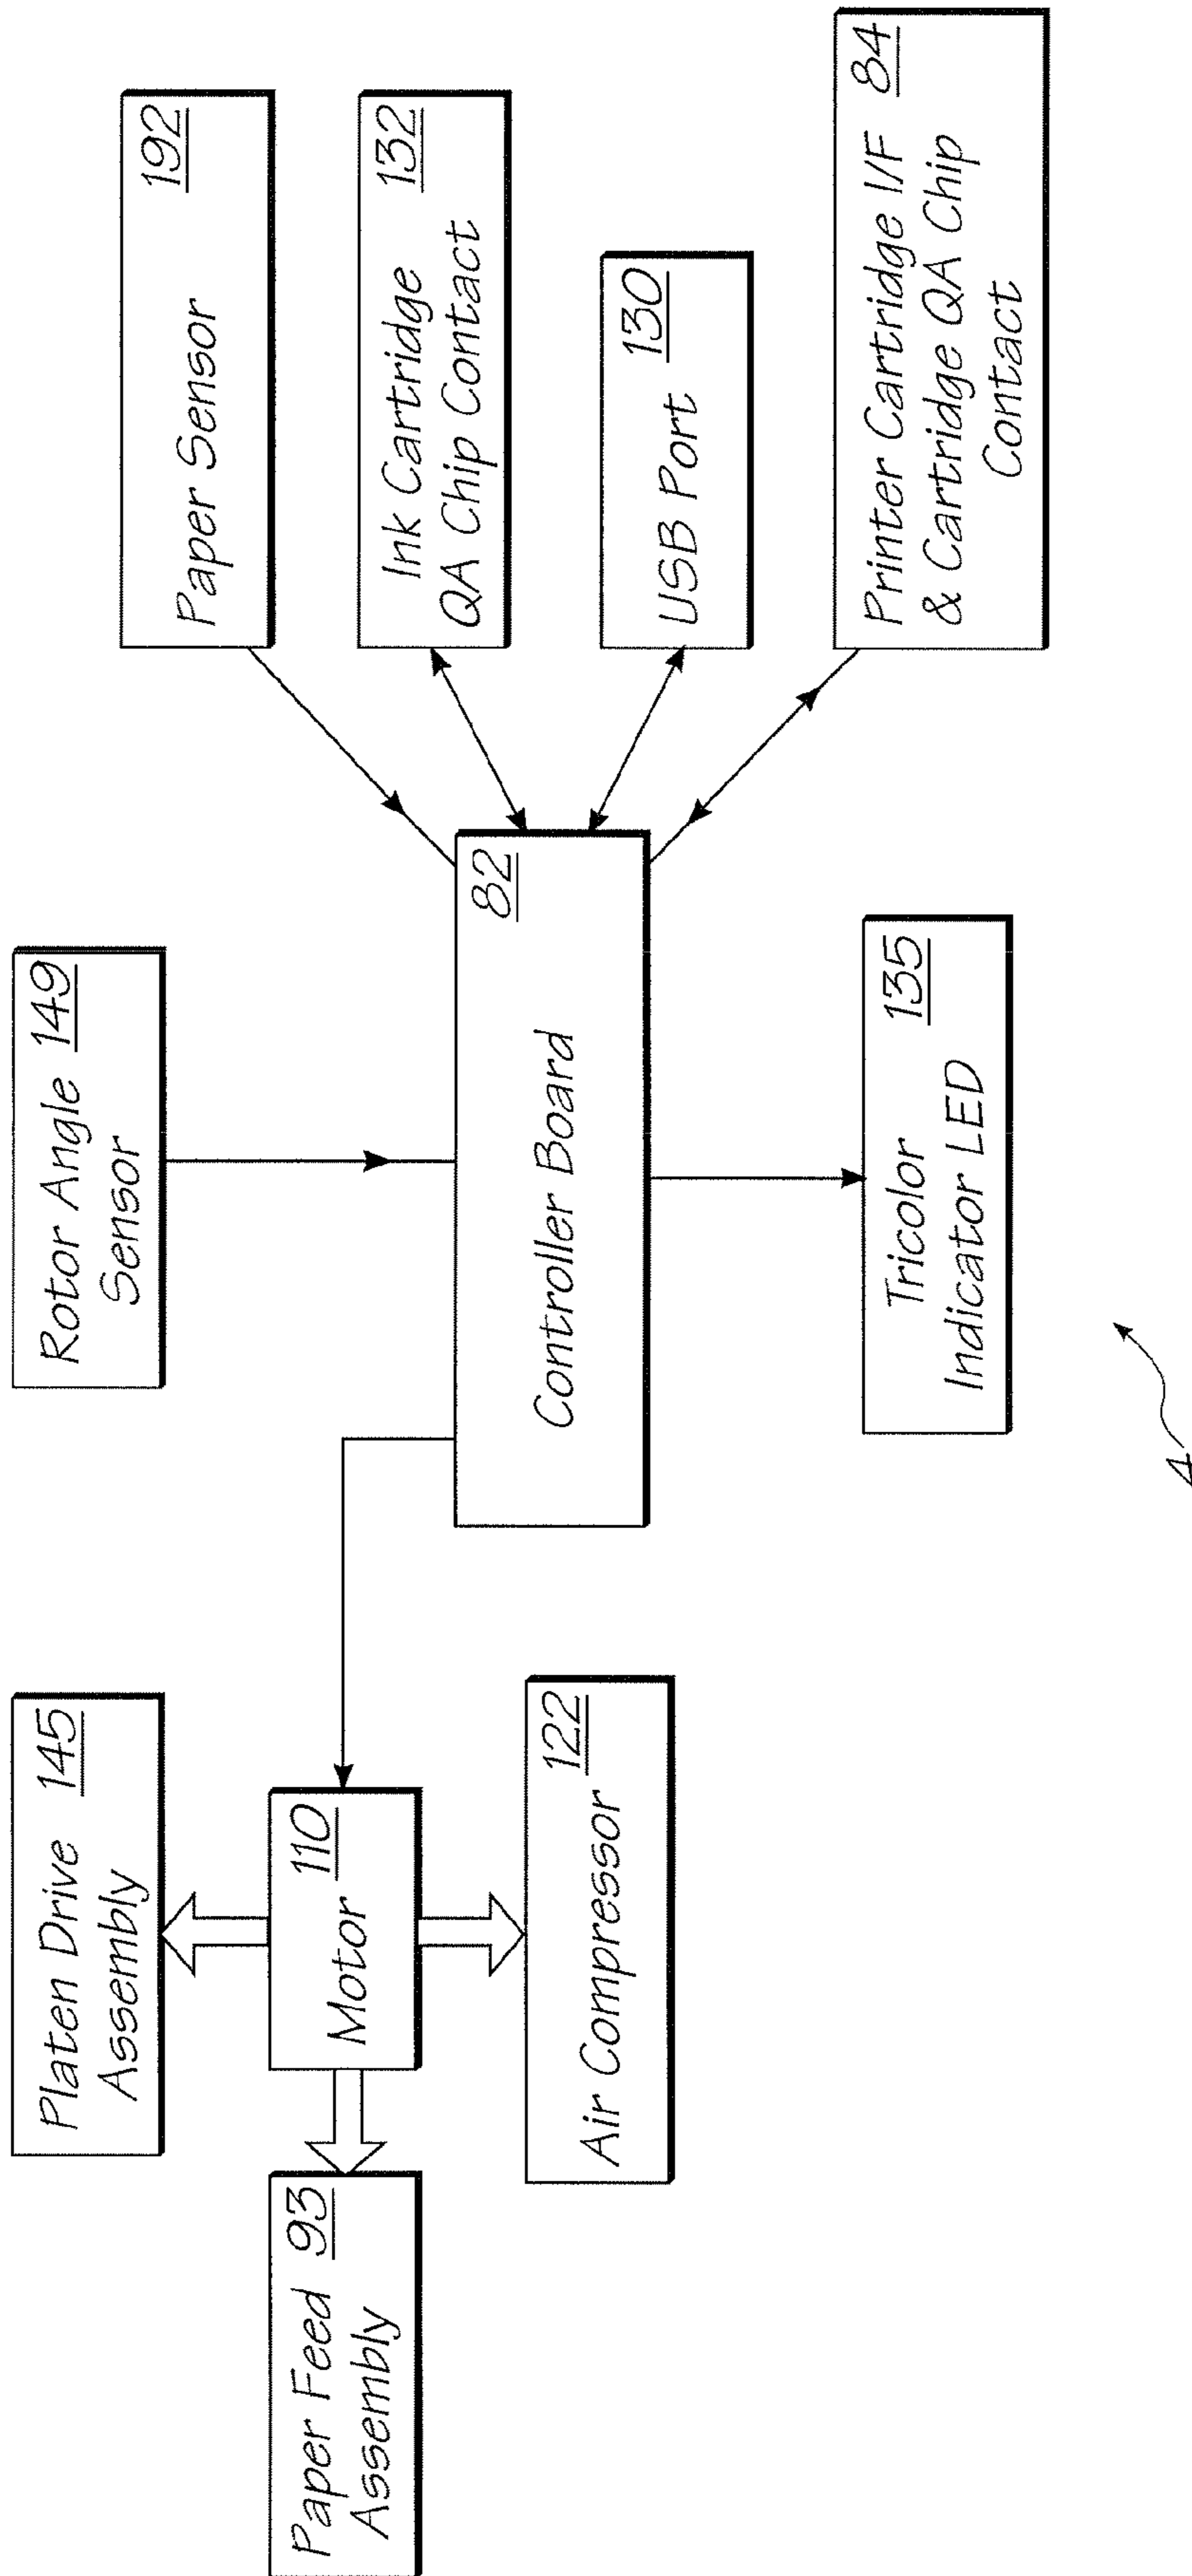 Platen Drive 145
Assembly
Rotor Angle 149
Sensor
Paper Sensor 192
Paper Feed 93
Assembly
Motor 110
Ink Cartridge 132
QA Chip Contact
Controller Board 82
Air Compressor 122
USB Port 130
Tricolor 135
Indicator LED
Printer Cartridge I/F 84
& Cartridge QA Chip
Contact
4